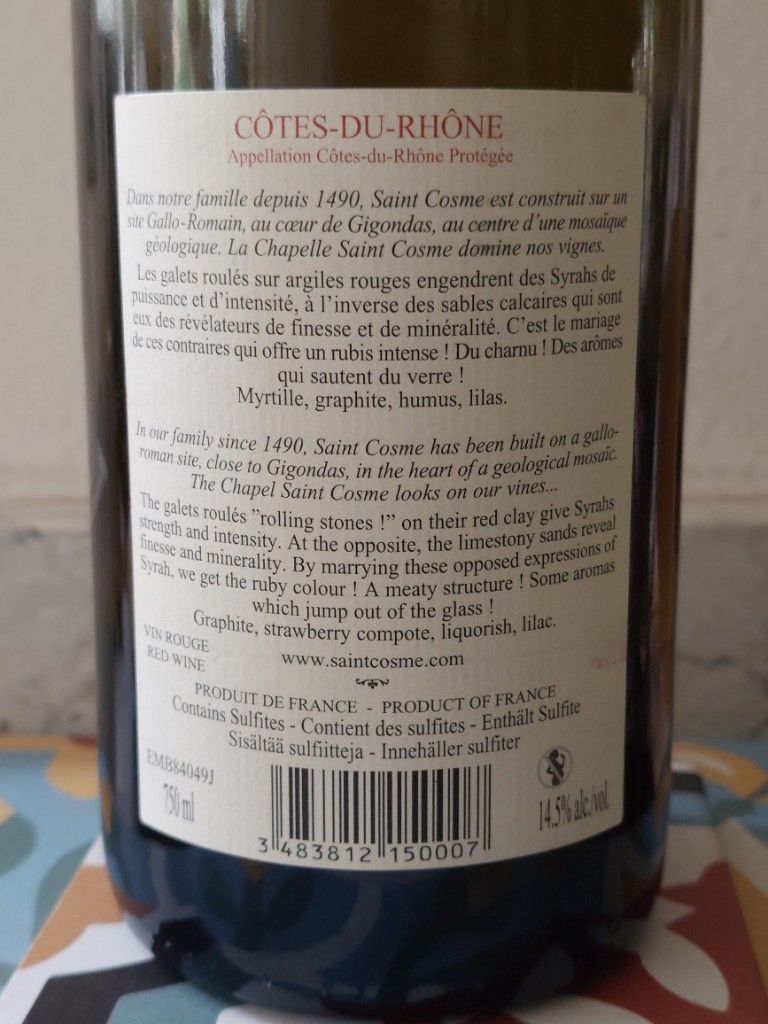 CÔTES-DU-RHÔNE
Appellation Côtes-du-Rhône Protégée
Dans notre famille depuis 1490, Saint Cosme est construit sur un
site Gallo-Romain, au cœur de Gigondas, au centre d'une mosaïque
géologique. La Chapelle Saint Cosme domine nos vignes.
Les galets roulés sur argiles rouges engendrent des Syrahs de
puissance et d'intensité, à l'inverse des sables calcaires qui sont
eux des révélateurs de finesse et de minéralité. C'est le mariage
de ces contraires qui offre un rubis intense ! Du charnu ! Des arômes
qui sautent du verre !
Myrtille, graphite, humus, lilas.
In our family since 1490, Saint Cosme has been built on a gallo-
roman site, close to Gigondas, in the heart of a geological mosaïc.
The Chapel Saint Cosme looks on our vines...
The galets roulés "rolling stones !" on their red clay give Syrahs
strength and intensity. At the opposite, the limestony sands reveal
finesse and minerality. By marrying these opposed expressions of
Syrah, we get the ruby colour ! A meaty structure ! Some aromas
which jump out of the glass !
Graphite, strawberry compote, liquorish, lilac.
VIN ROUGE
RED WINE
www.saintcosme.com
PRODUIT DE FRANCE - PRODUCT OF FRANCE
Contains Sulfites - Contient des sulfites - Enthält Sulfite
Sisältää sulfiitteja - Innehäller sulfiter
EMB84049J
750 ml
14.5% alc./vol.
3 483812 150007